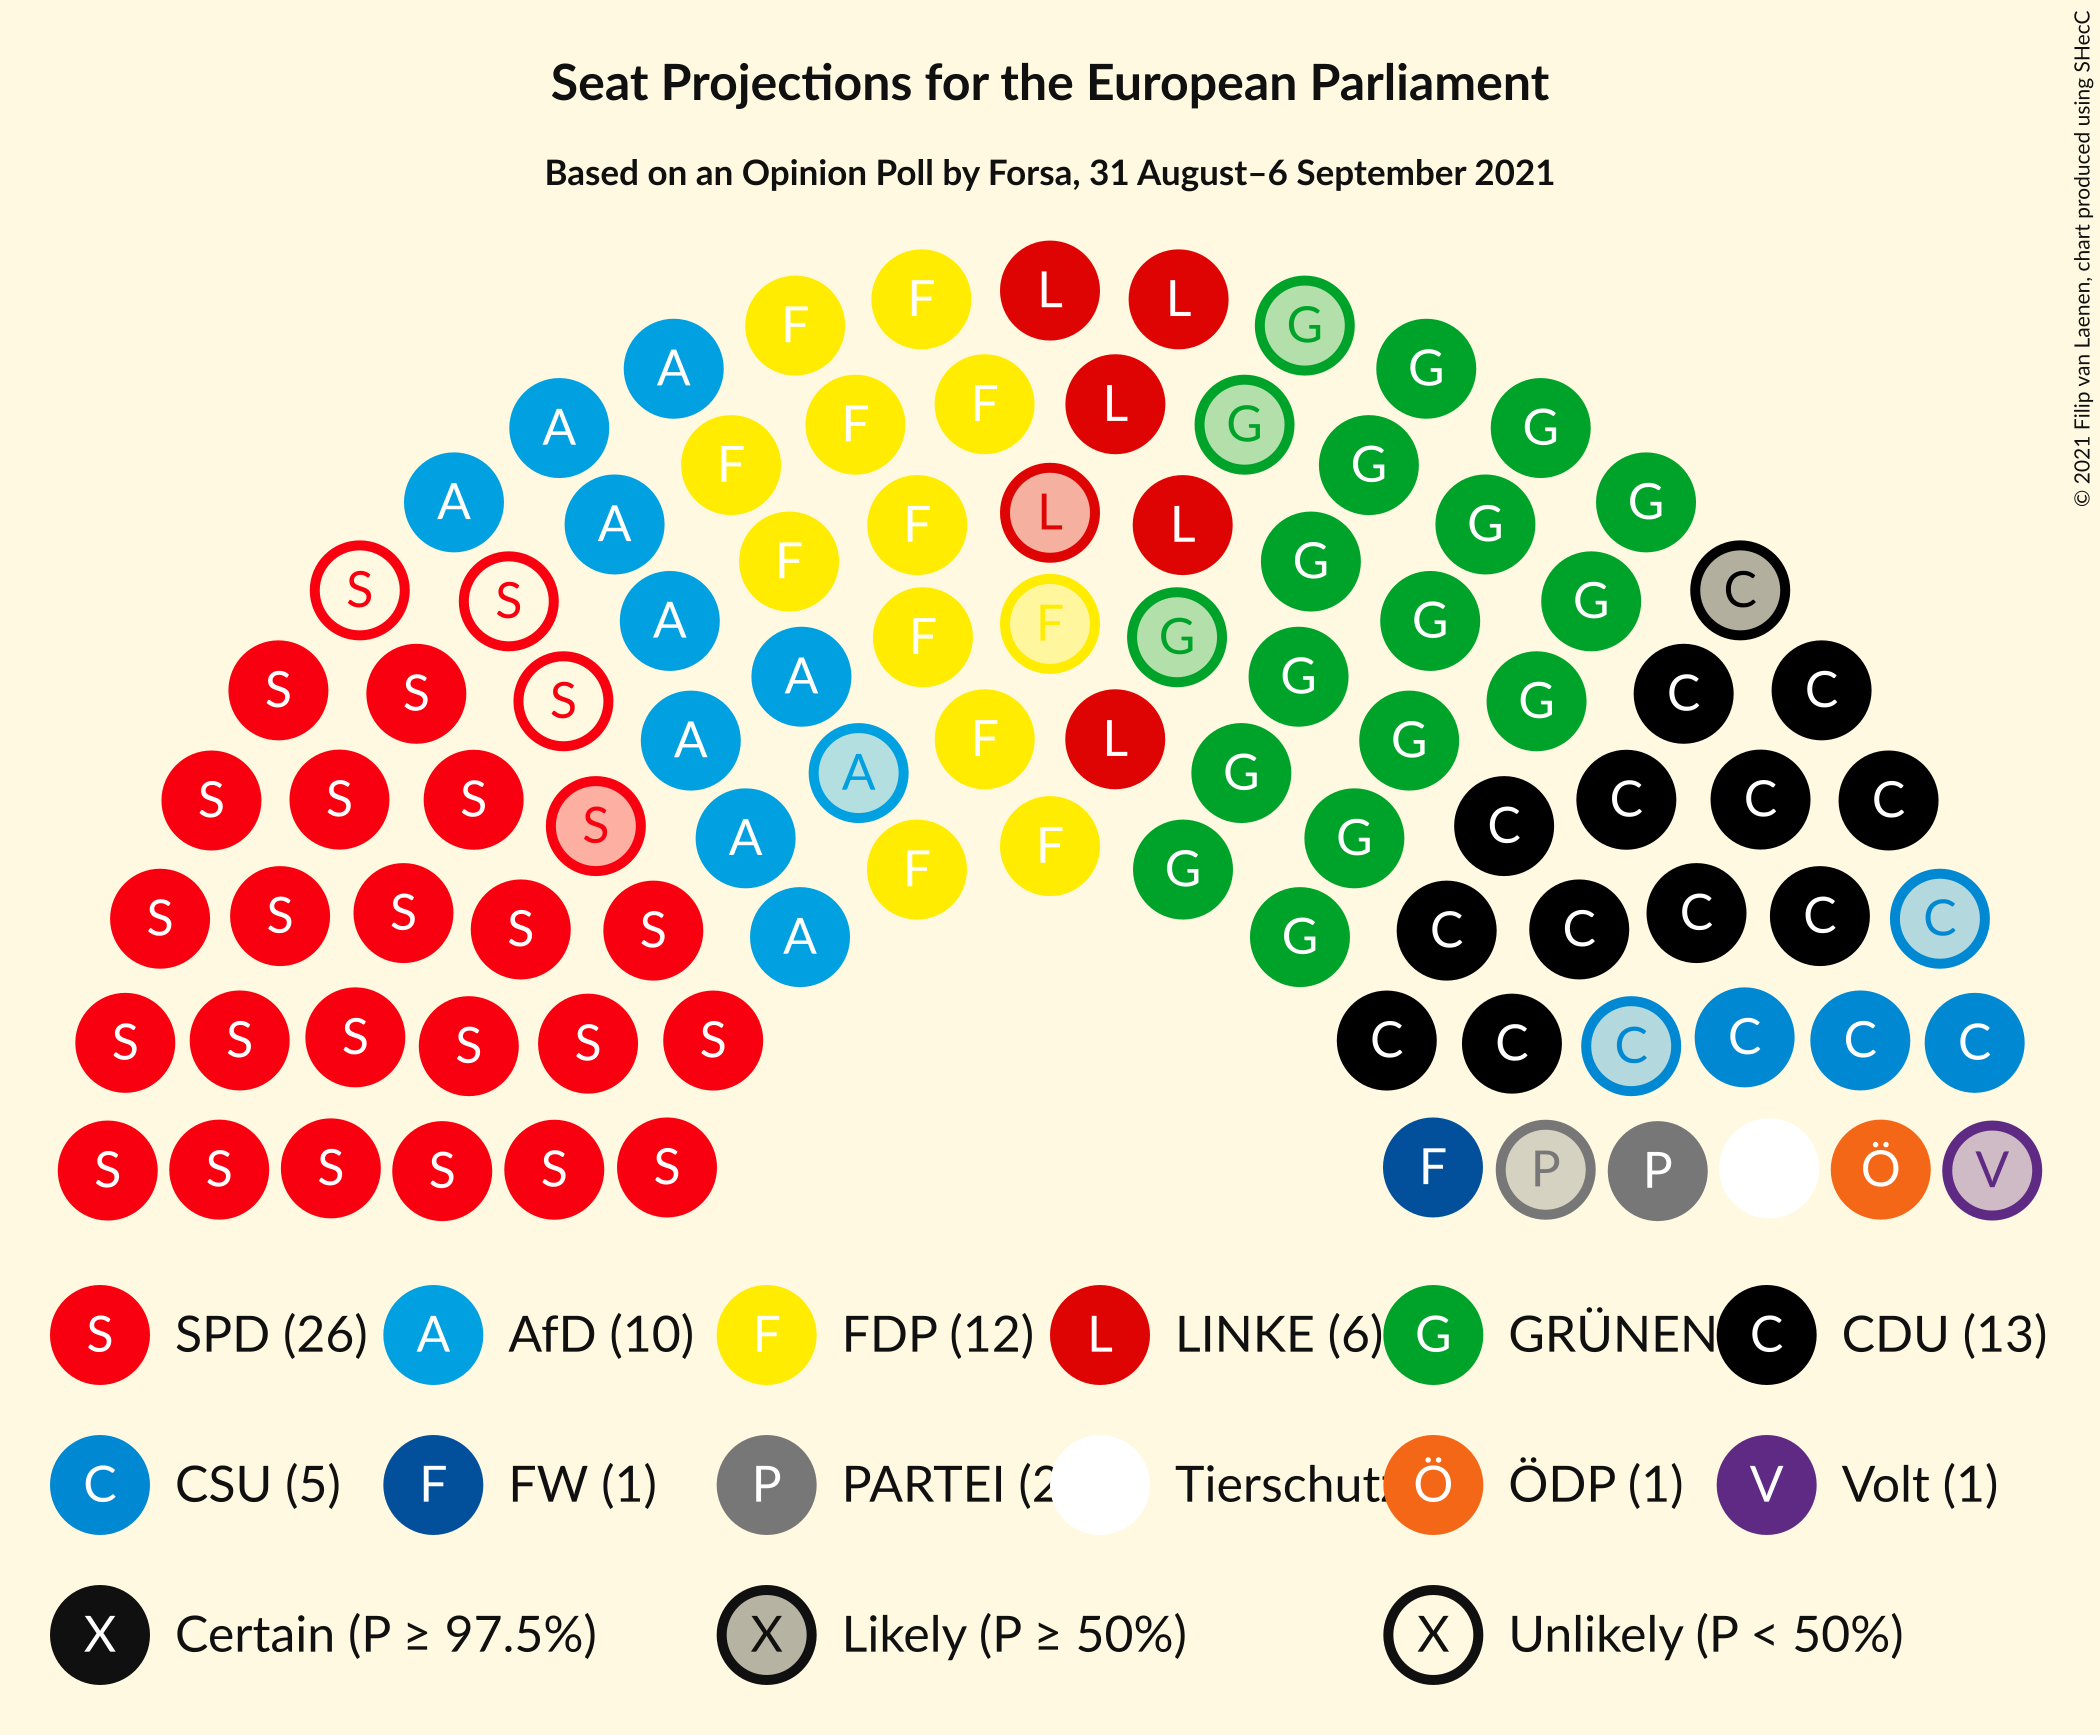 © 2021 Filip van Laenen, chart produced using SHecC
Seat Projections for the European Parliament
Based on an Opinion Poll by Forsa, 31 August–6 September 2021
F F L L G
A G
A F F L G G
F G
A A F L L G G
F G
S S G C
A F F G G
S S S A G G C C
A F L G
S S S A G C C C
S A G C
F F G
S S S S S A G C C C C C
S S S S S S C C C C C C
S S S S S S F P P Ö V
S SPD (26) A AfD (10) F FDP (12) L LINKE (6) G GRÜNEN C CDU (13)
C CSU (5) F FW (1) P PARTEI (2 Tierschutz Ö ÖDP (1) V Volt (1)
X Certain (P ≥ 97.5%) X Likely (P ≥ 50%) X Unlikely (P < 50%)